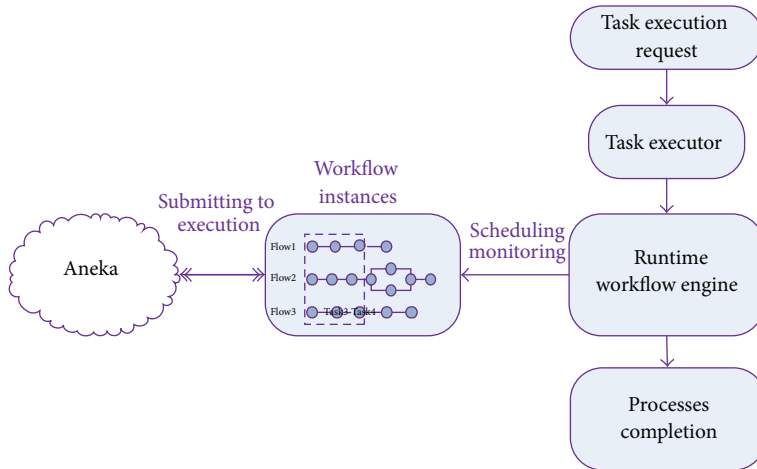 Task execution
request
Task executor
Workflow
instances
Submitting to
execution
Scheduling
monitoring
Aneka
Flow1
Flow2
Flow3
Task3 Task4
Runtime
workflow engine
Processes
completion